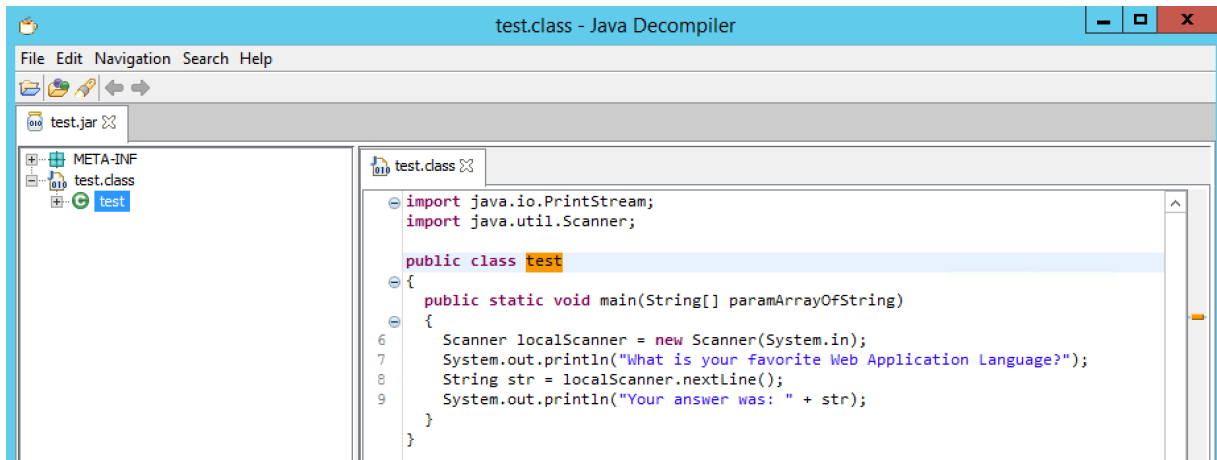 test.class - Java Decompiler
File Edit Navigation Search Help
test.jar
META-INF
test.class
test
test.class
import java.io.PrintStream;
import java.util.Scanner;
public class test
{
public static void main(String[] paramArrayOfString)
{
6 Scanner localScanner = new Scanner(System.in);
7 System.out.println("What is your favorite Web Application Language?");
8 String str = localScanner.nextLine();
9 System.out.println("Your answer was: " + str);
}
}